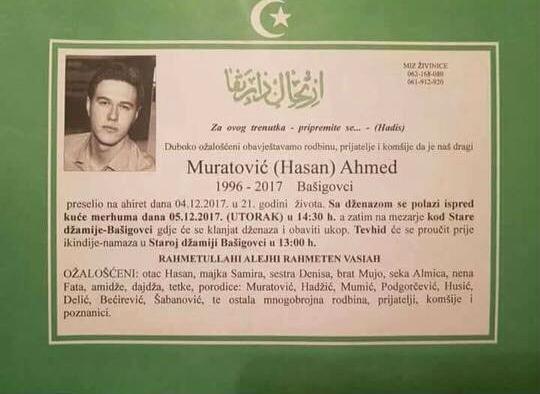 MIZ ŽIVINICE
062-168-080
061-912-920
Za ovog trenutka - pripremite se... - (Hadis)
Duboko ožalošćeni obavještavamo rodbinu, prijatelje i komšije da je naš dragi
Muratović (Hasan) Ahmed
1996 - 2017 Bašigovci
preselio na ahiret dana 04.12.2017. u 21. godini života. Sa dženazom se polazi ispred
kuće merhuma dana 05.12.2017. (UTORAK) u 14:30 h. a zatim na mezarje kod Stare
džamije-Bašigovci gdje će se klanjat dženaza i obaviti ukop. Tevhid će se proučit prije
ikindije-namaza u Staroj džamiji Bašigovci u 13:00 h.
RAHMETULLAHI ALEJHI RAHMETEN VASIAH
OŽALOŠĆENI: otac Hasan, majka Samira, sestra Denisa, brat Mujo, seka Almica, nena
Fata, amidže, dajdža, tetke, porodice: Muratović, Hadžić, Mumić, Podgorčević, Husić,
Delić, Bećirević, Šabanović, te ostala mnogobrojna rodbina, prijatelji, komšije i
poznanici.